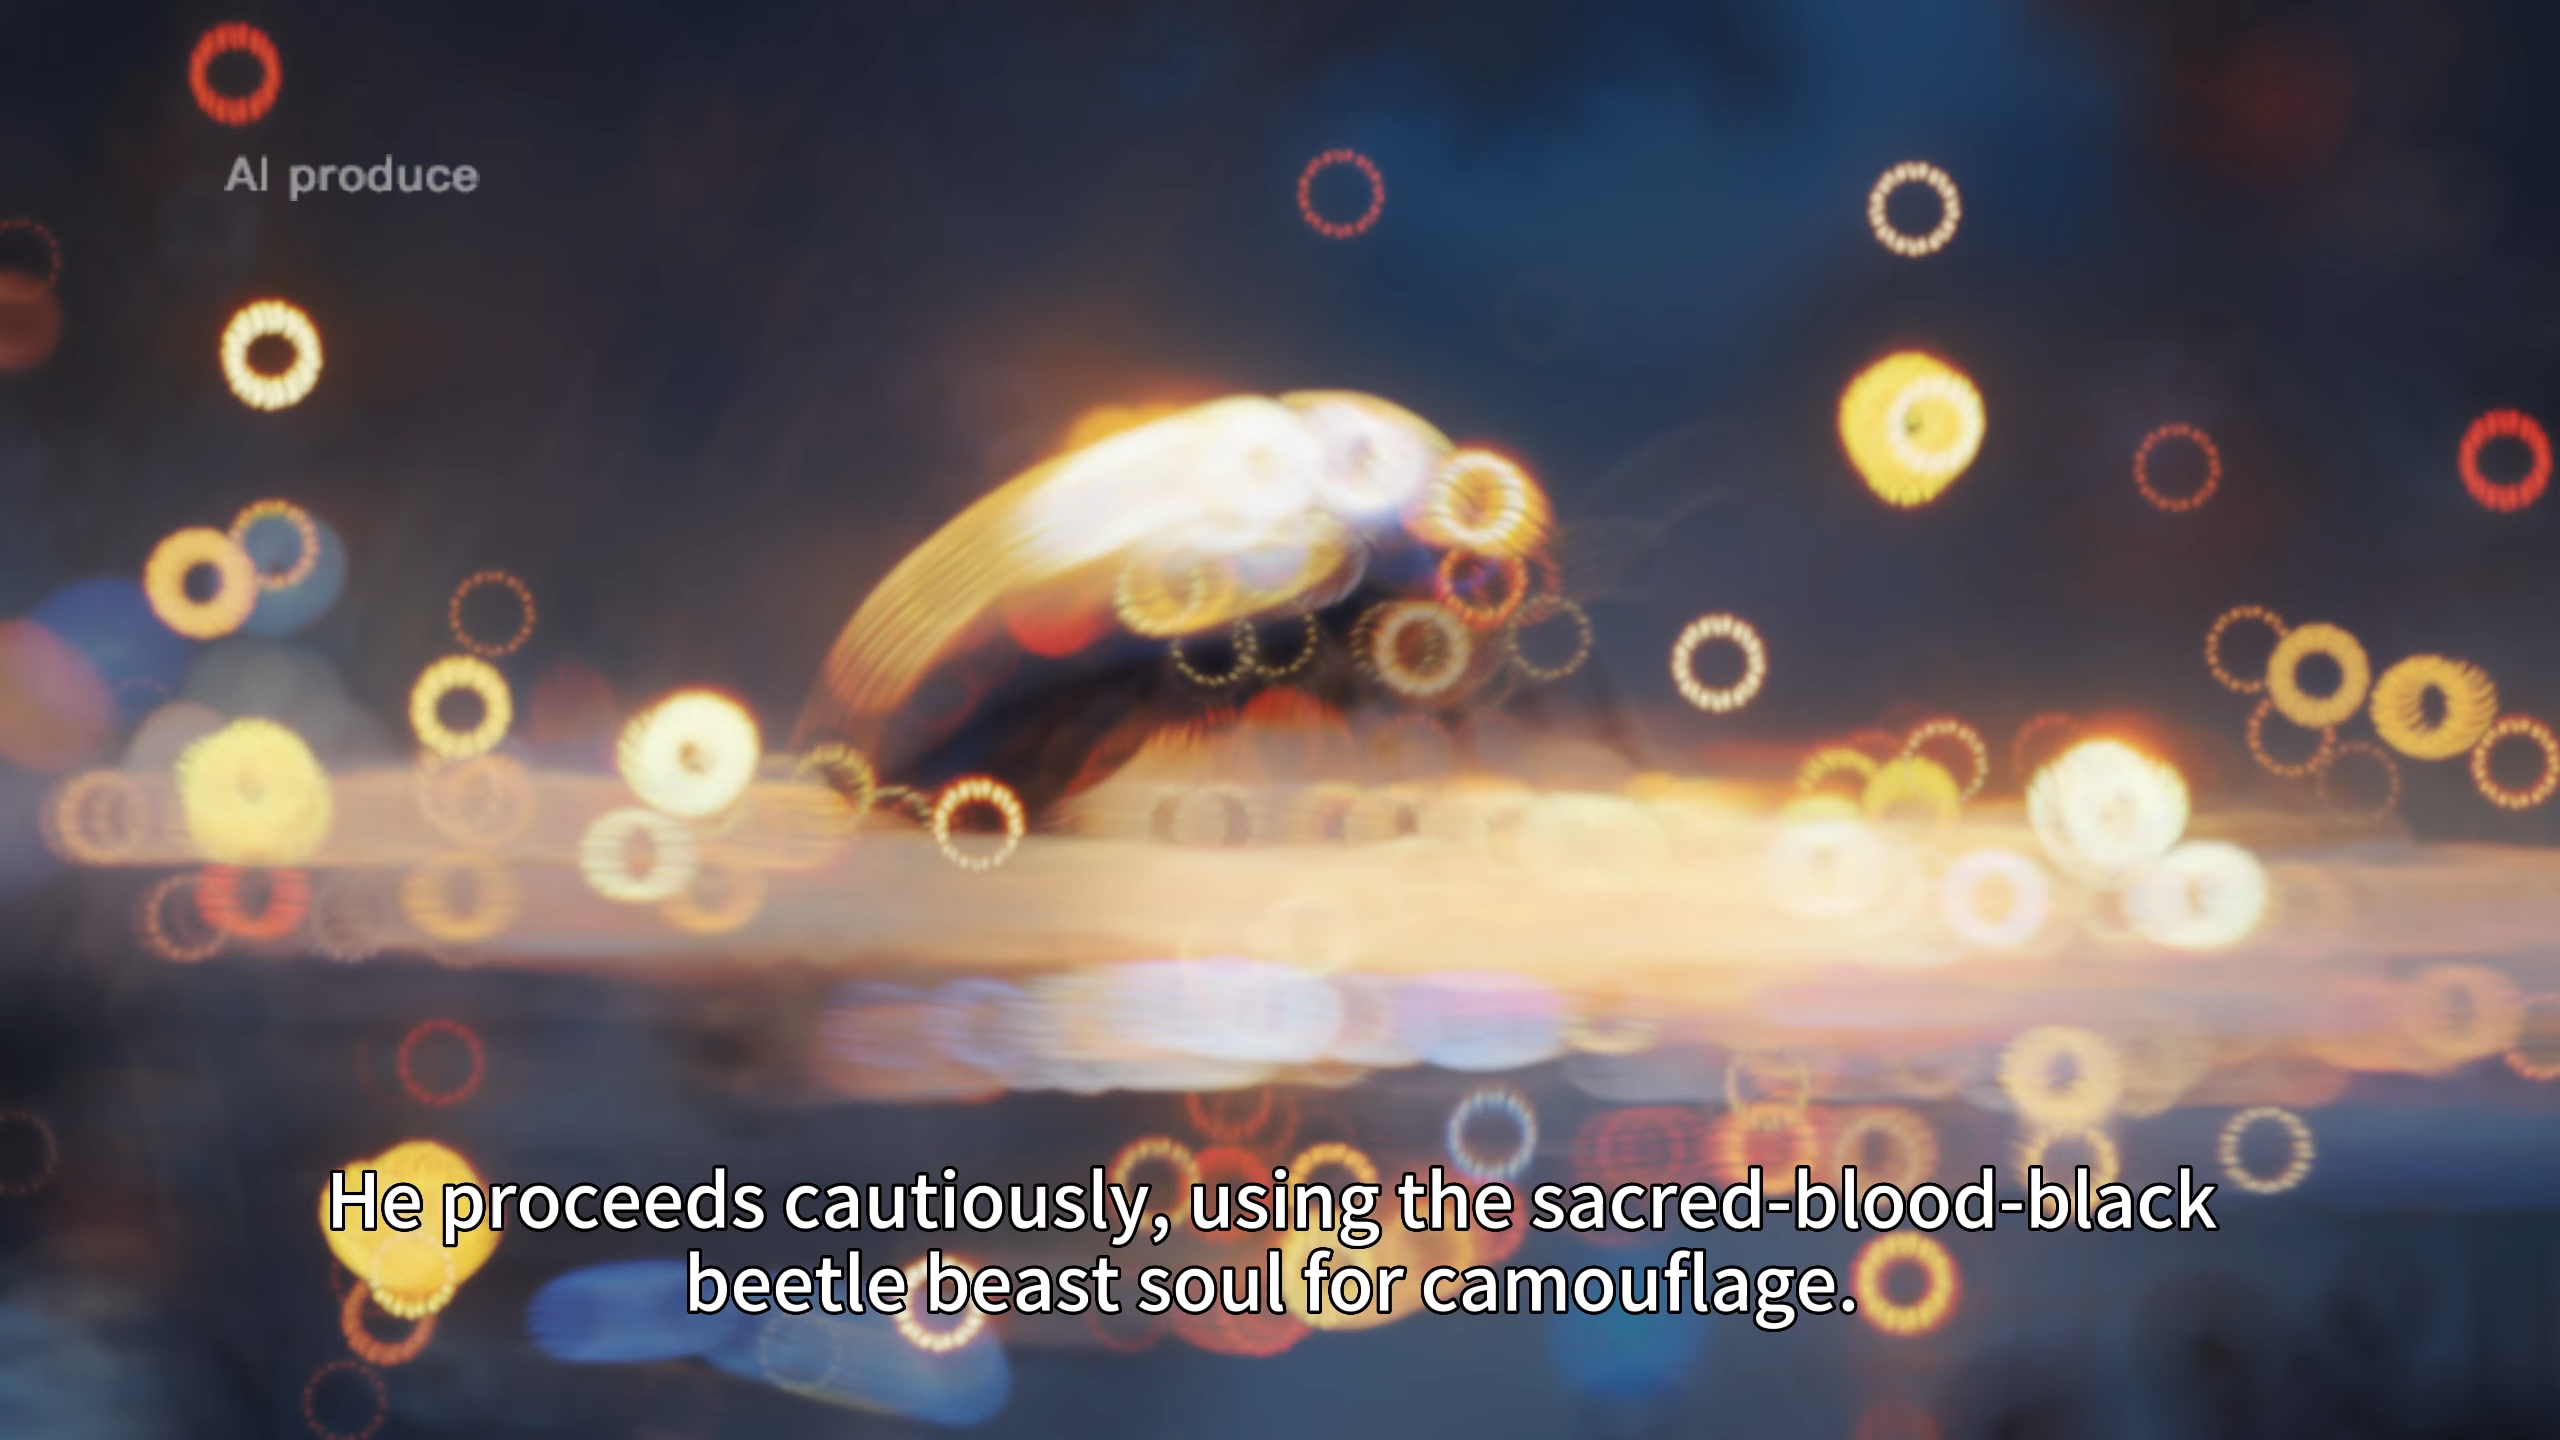 AI produce
He proceeds cautiously, using the sacred-blood-black
beetle beast soul for camouflage.